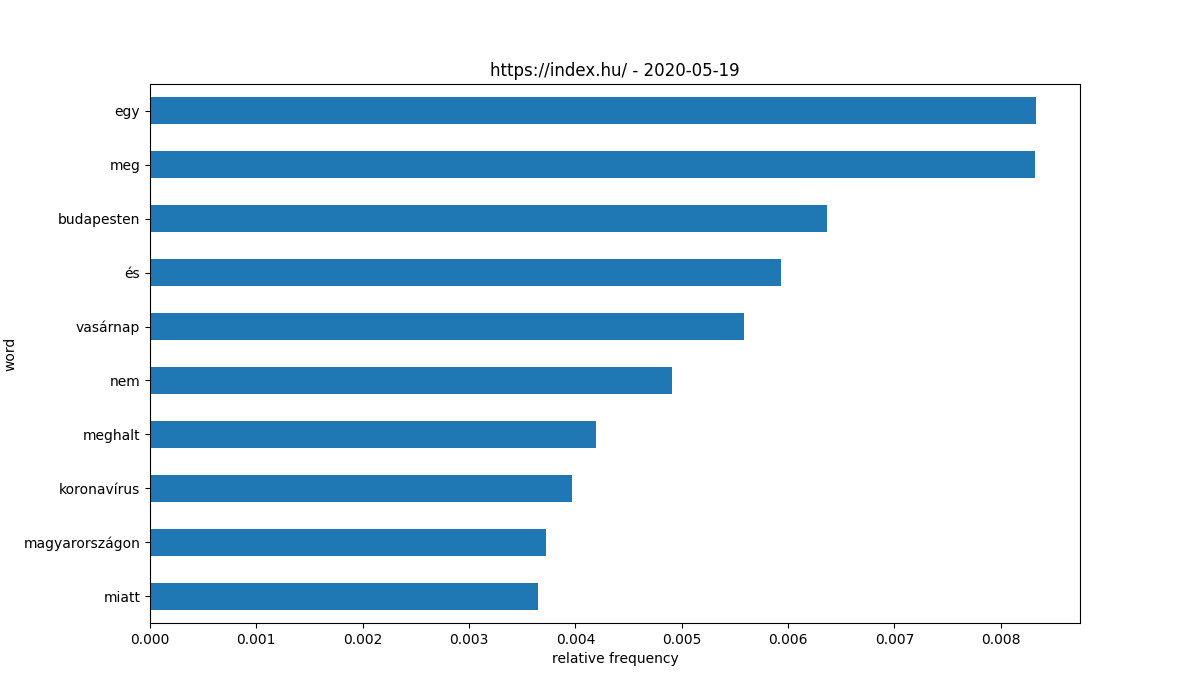 https://index.hu/ - 2020-05-19
word
egy
meg
budapesten
és
vasárnap
nem
meghalt
koronavírus
magyarországon
miatt
0.000 0.001 0.002 0.003 0.004 0.005 0.006 0.007 0.008
relative frequency